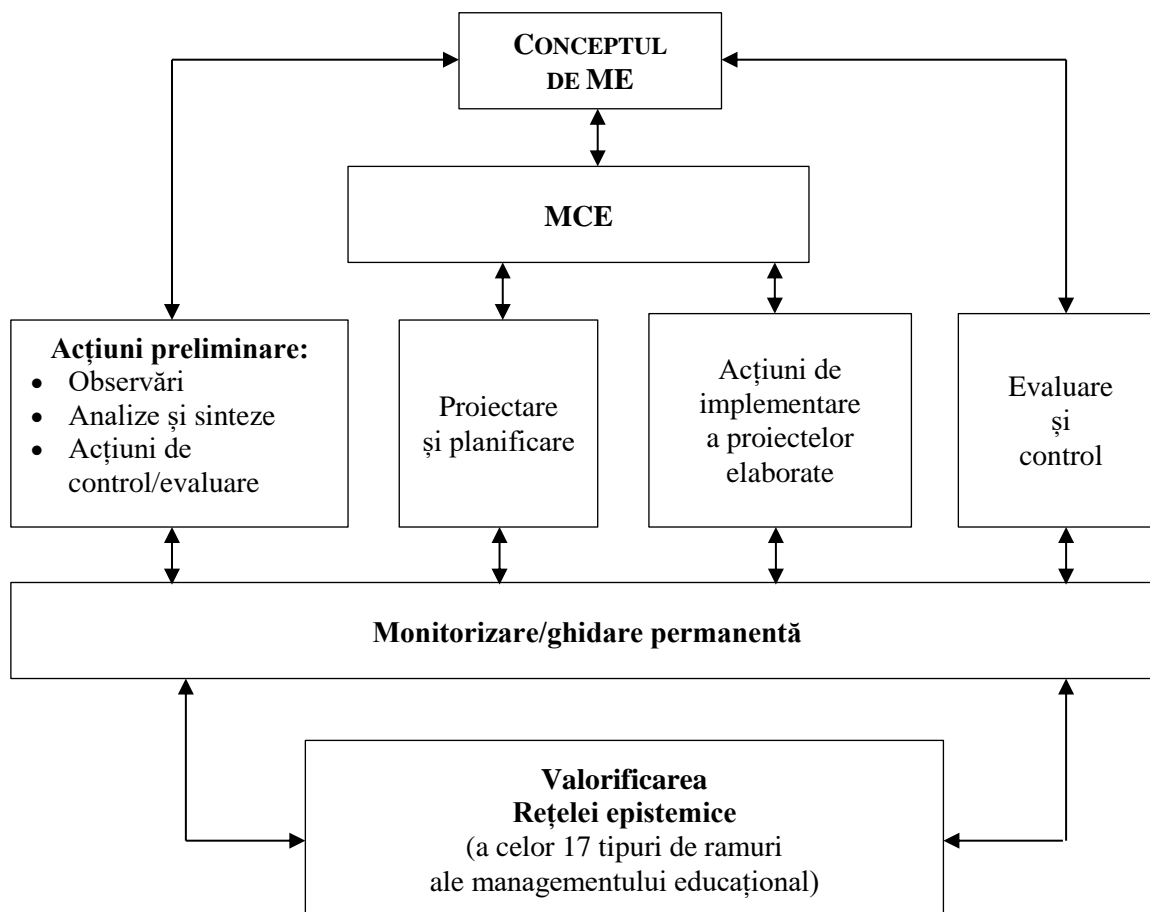 CONCEPTUL
DE ME
MCE
Acțiuni preliminare:
• Observări
• Analize și sinteze
• Acțiuni de
control/evaluare
Proiectare
și planificare
Acțiuni de
implementare
a proiectelor
elaborate
Evaluare
și
control
Monitorizare/ghidare permanentă
Valorificarea
Rețelei epistemice
(a celor 17 tipuri de ramuri
ale managementului educațional)